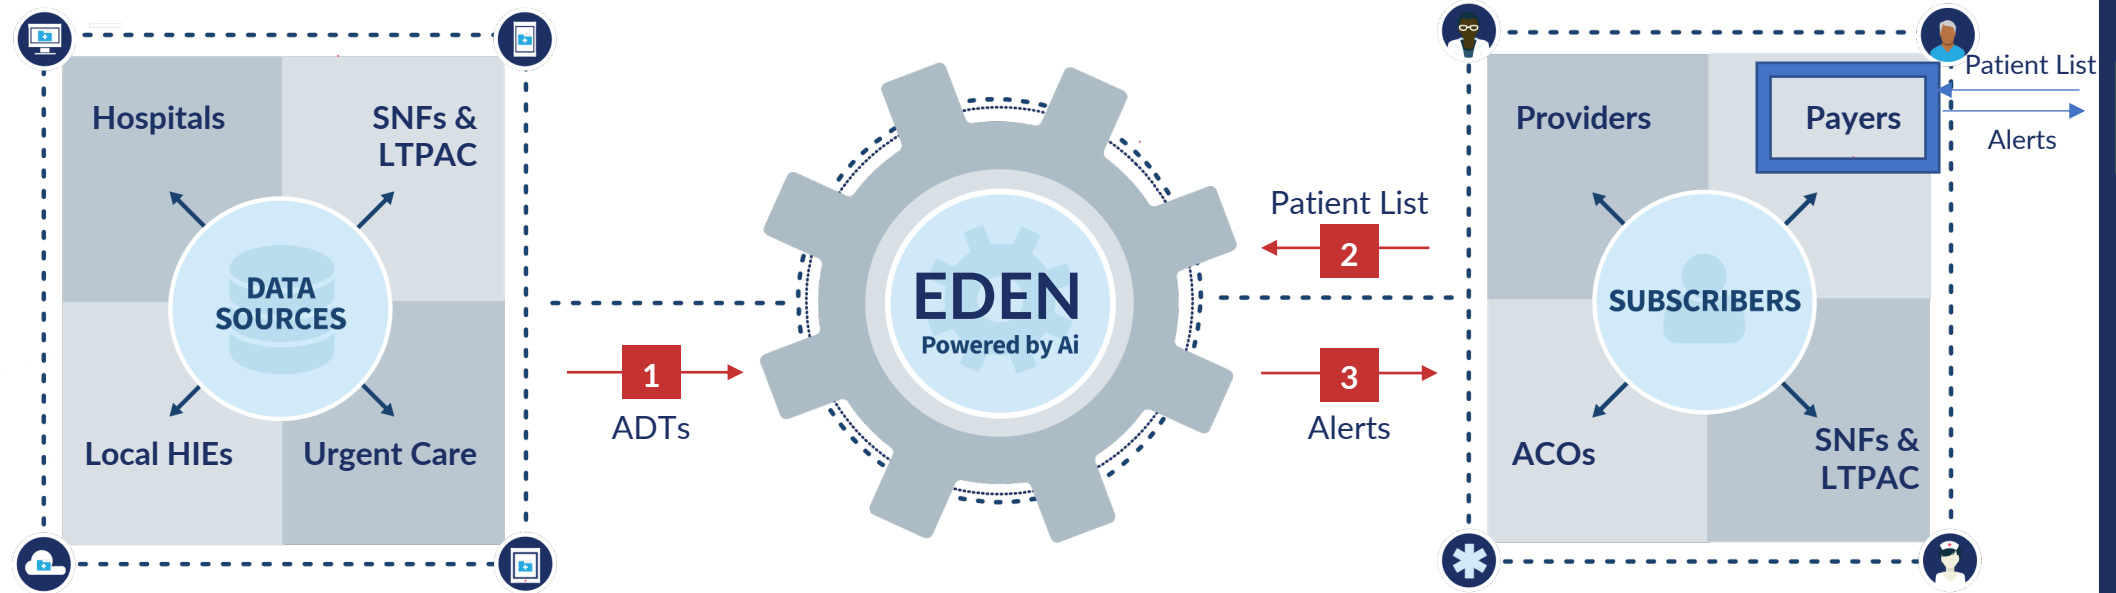 Hospitals
SNFs &
LTPAC
DATA
SOURCES
Local HIEs
Urgent Care
1
ADTs
EDEN
Powered by Ai
Patient List
2
3
Alerts
Providers
Payers
SUBSCRIBERS
ACOs
SNFs &
LTPAC
Patient List
Alerts